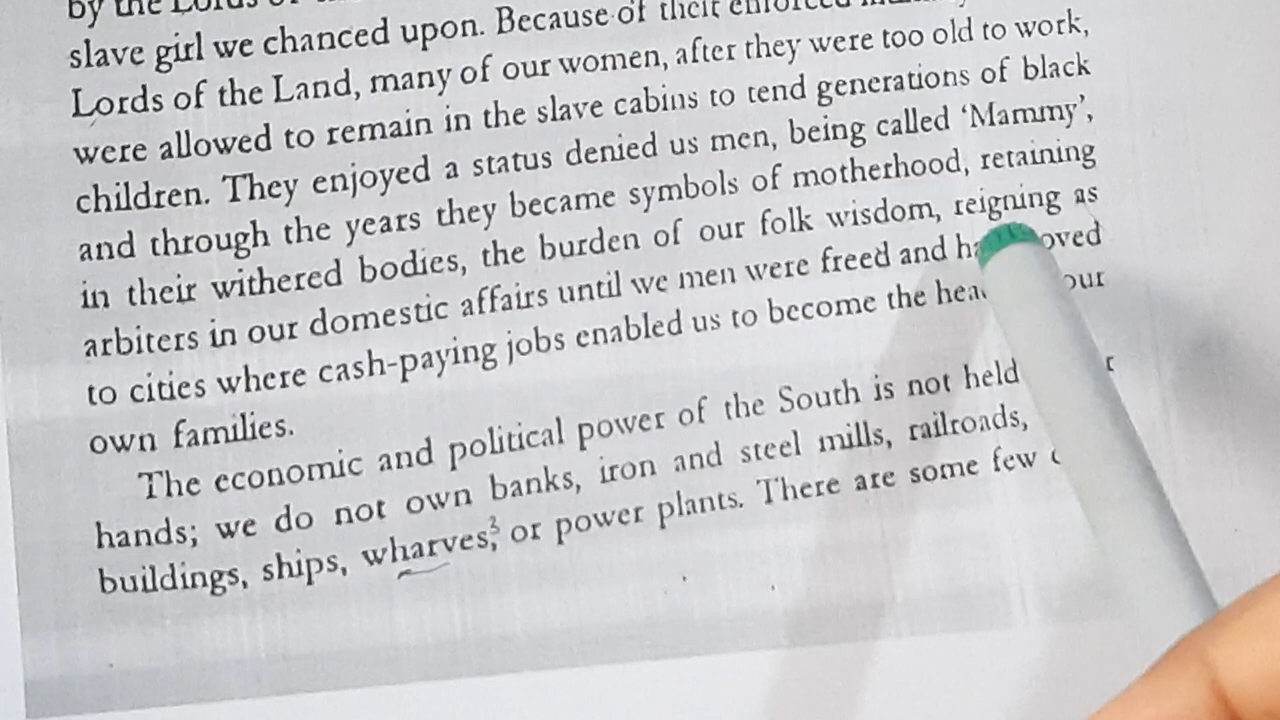 by the Lords of
slave girl we chanced upon. Because of their enforced
Lords of the Land, many of our women, after they were too old to work,
were allowed to remain in the slave cabins to tend generations of black
children. They enjoyed a status denied us men, being called ‘Mammy’,
and through the years they became symbols of motherhood, retaining
in their withered bodies, the burden of our folk wisdom, reigning as
arbiters in our domestic affairs until we men were freed and
to cities where cash-paying jobs enabled us to become the our
own families.
The economic and political power of the South is not held
hands; we do not own banks, iron and steel mills, railroads,
buildings, ships, wharves,³ or power plants. There are some few